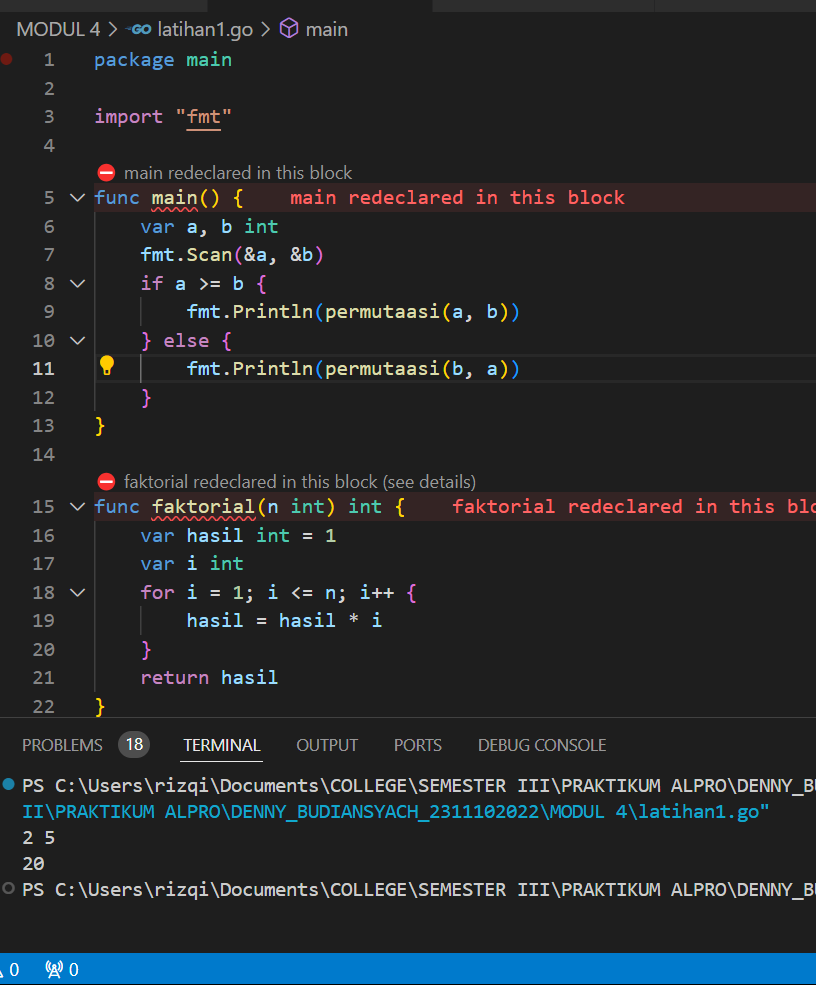 MODUL 4 > GO latihan1.go > main
1 package main
2
3 import "fmt"
4
main redeclared in this block
5 func main() { main redeclared in this block
6 var a, b int
7 fmt.Scan(&a, &b)
8 if a >= b {
9 fmt.Println(permutaasi(a, b))
10 } else {
11 fmt.Println(permutaasi(b, a))
12 }
13 }
14
faktorial redeclared in this block (see details)
15 func faktorial(n int) int { faktorial redeclared in this blo
16 var hasil int = 1
17 var i int
18 for i = 1; i <= n; i++ {
19 hasil = hasil * i
20 }
21 return hasil
22 }
PROBLEMS 18 TERMINAL OUTPUT PORTS DEBUG CONSOLE
PS C:\Users\rizqi\Documents\COLLEGE\SEMESTER III\PRAKTIKUM ALPRO\DENNY_BU
II\PRAKTIKUM ALPRO\DENNY_BUDIANSYACH_2311102022\MODUL 4\latihan1.go"
2 5
20
PS C:\Users\rizqi\Documents\COLLEGE\SEMESTER III\PRAKTIKUM ALPRO\DENNY_BU
0 0